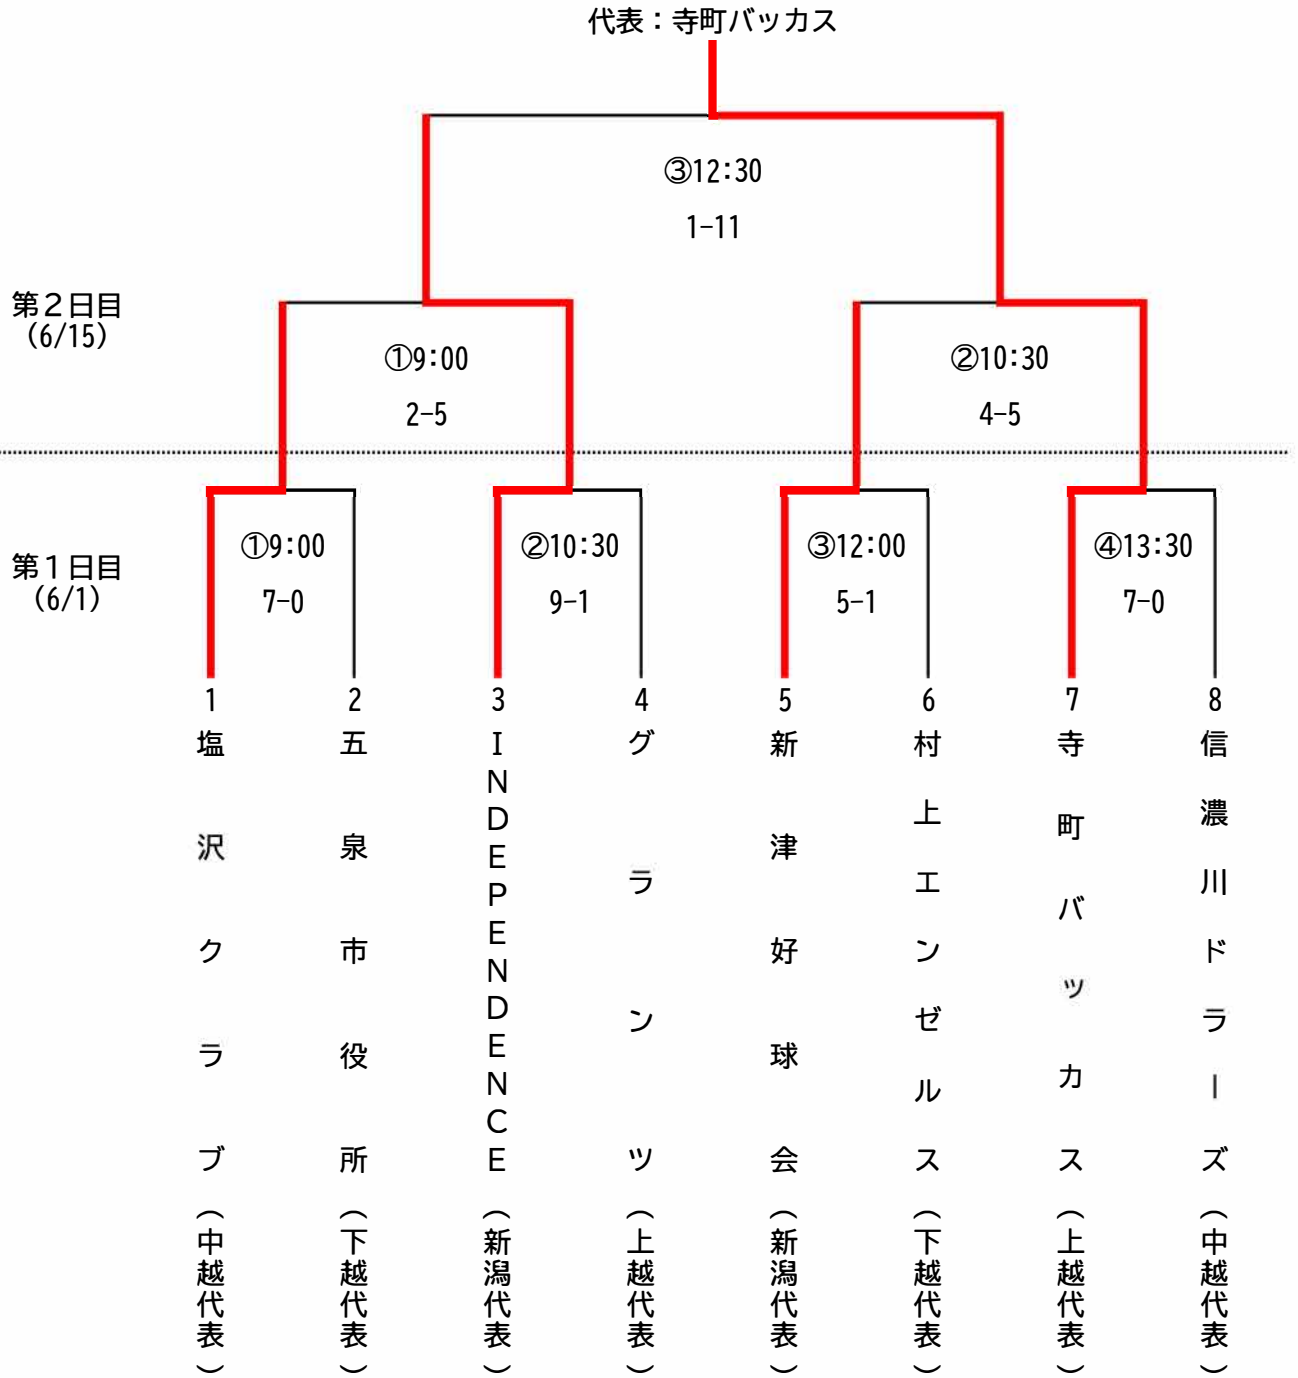 代表：寺町バッカス
③12:30
1-11
第２日目
(6/15)
①9:00
2-5
②10:30
4-5
第１日目
(6/1)
①9:00
7-0
②10:30
9-1
③12:00
5-1
④13:30
7-0
1
2
3
4
5
6
7
8
塩沢クラブ（中越代表）
五泉市役所（下越代表）
ＩＮＤＥＰＥＮＤＥＮＣＥ（新潟代表）
グランツ（上越代表）
新津好球会（新潟代表）
村上エンゼルス（下越代表）
寺町バッカス（上越代表）
信濃川ドラーズ（中越代表）